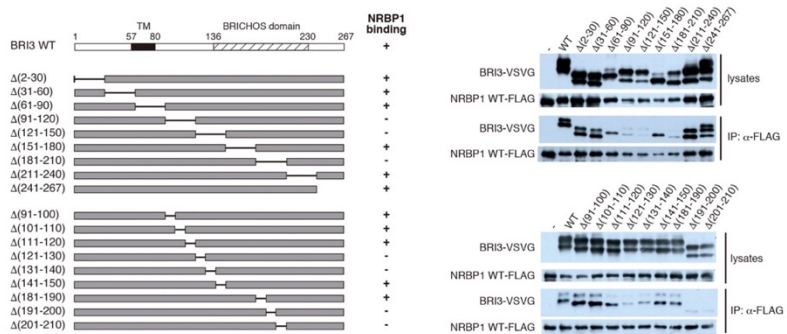 TM BRICHOS domain NRBP1 binding
1 57 80 136 230 267
BRI3 WT +
Δ(2-30) +
Δ(31-60) +
Δ(61-90) +
Δ(91-120) -
Δ(121-150) -
Δ(151-180) +
Δ(181-210) -
Δ(211-240) +
Δ(241-267) +
Δ(91-100) +
Δ(101-110) +
Δ(111-120) +
Δ(121-130) -
Δ(131-140) -
Δ(141-150) +
Δ(181-190) +
Δ(191-200) -
Δ(201-210) -
- WT Δ(2-30) Δ(31-60) Δ(61-90) Δ(91-120) Δ(121-150) Δ(151-180) Δ(181-210) Δ(211-240) Δ(241-267)
BRI3-VSVG
lysates
NRBP1 WT-FLAG
BRI3-VSVG
IP: α-FLAG
NRBP1 WT-FLAG
- WT Δ(91-100) Δ(101-110) Δ(111-120) Δ(121-130) Δ(131-140) Δ(141-150) Δ(181-190) Δ(191-200) Δ(201-210)
BRI3-VSVG
lysates
NRBP1 WT-FLAG
BRI3-VSVG
IP: α-FLAG
NRBP1 WT-FLAG